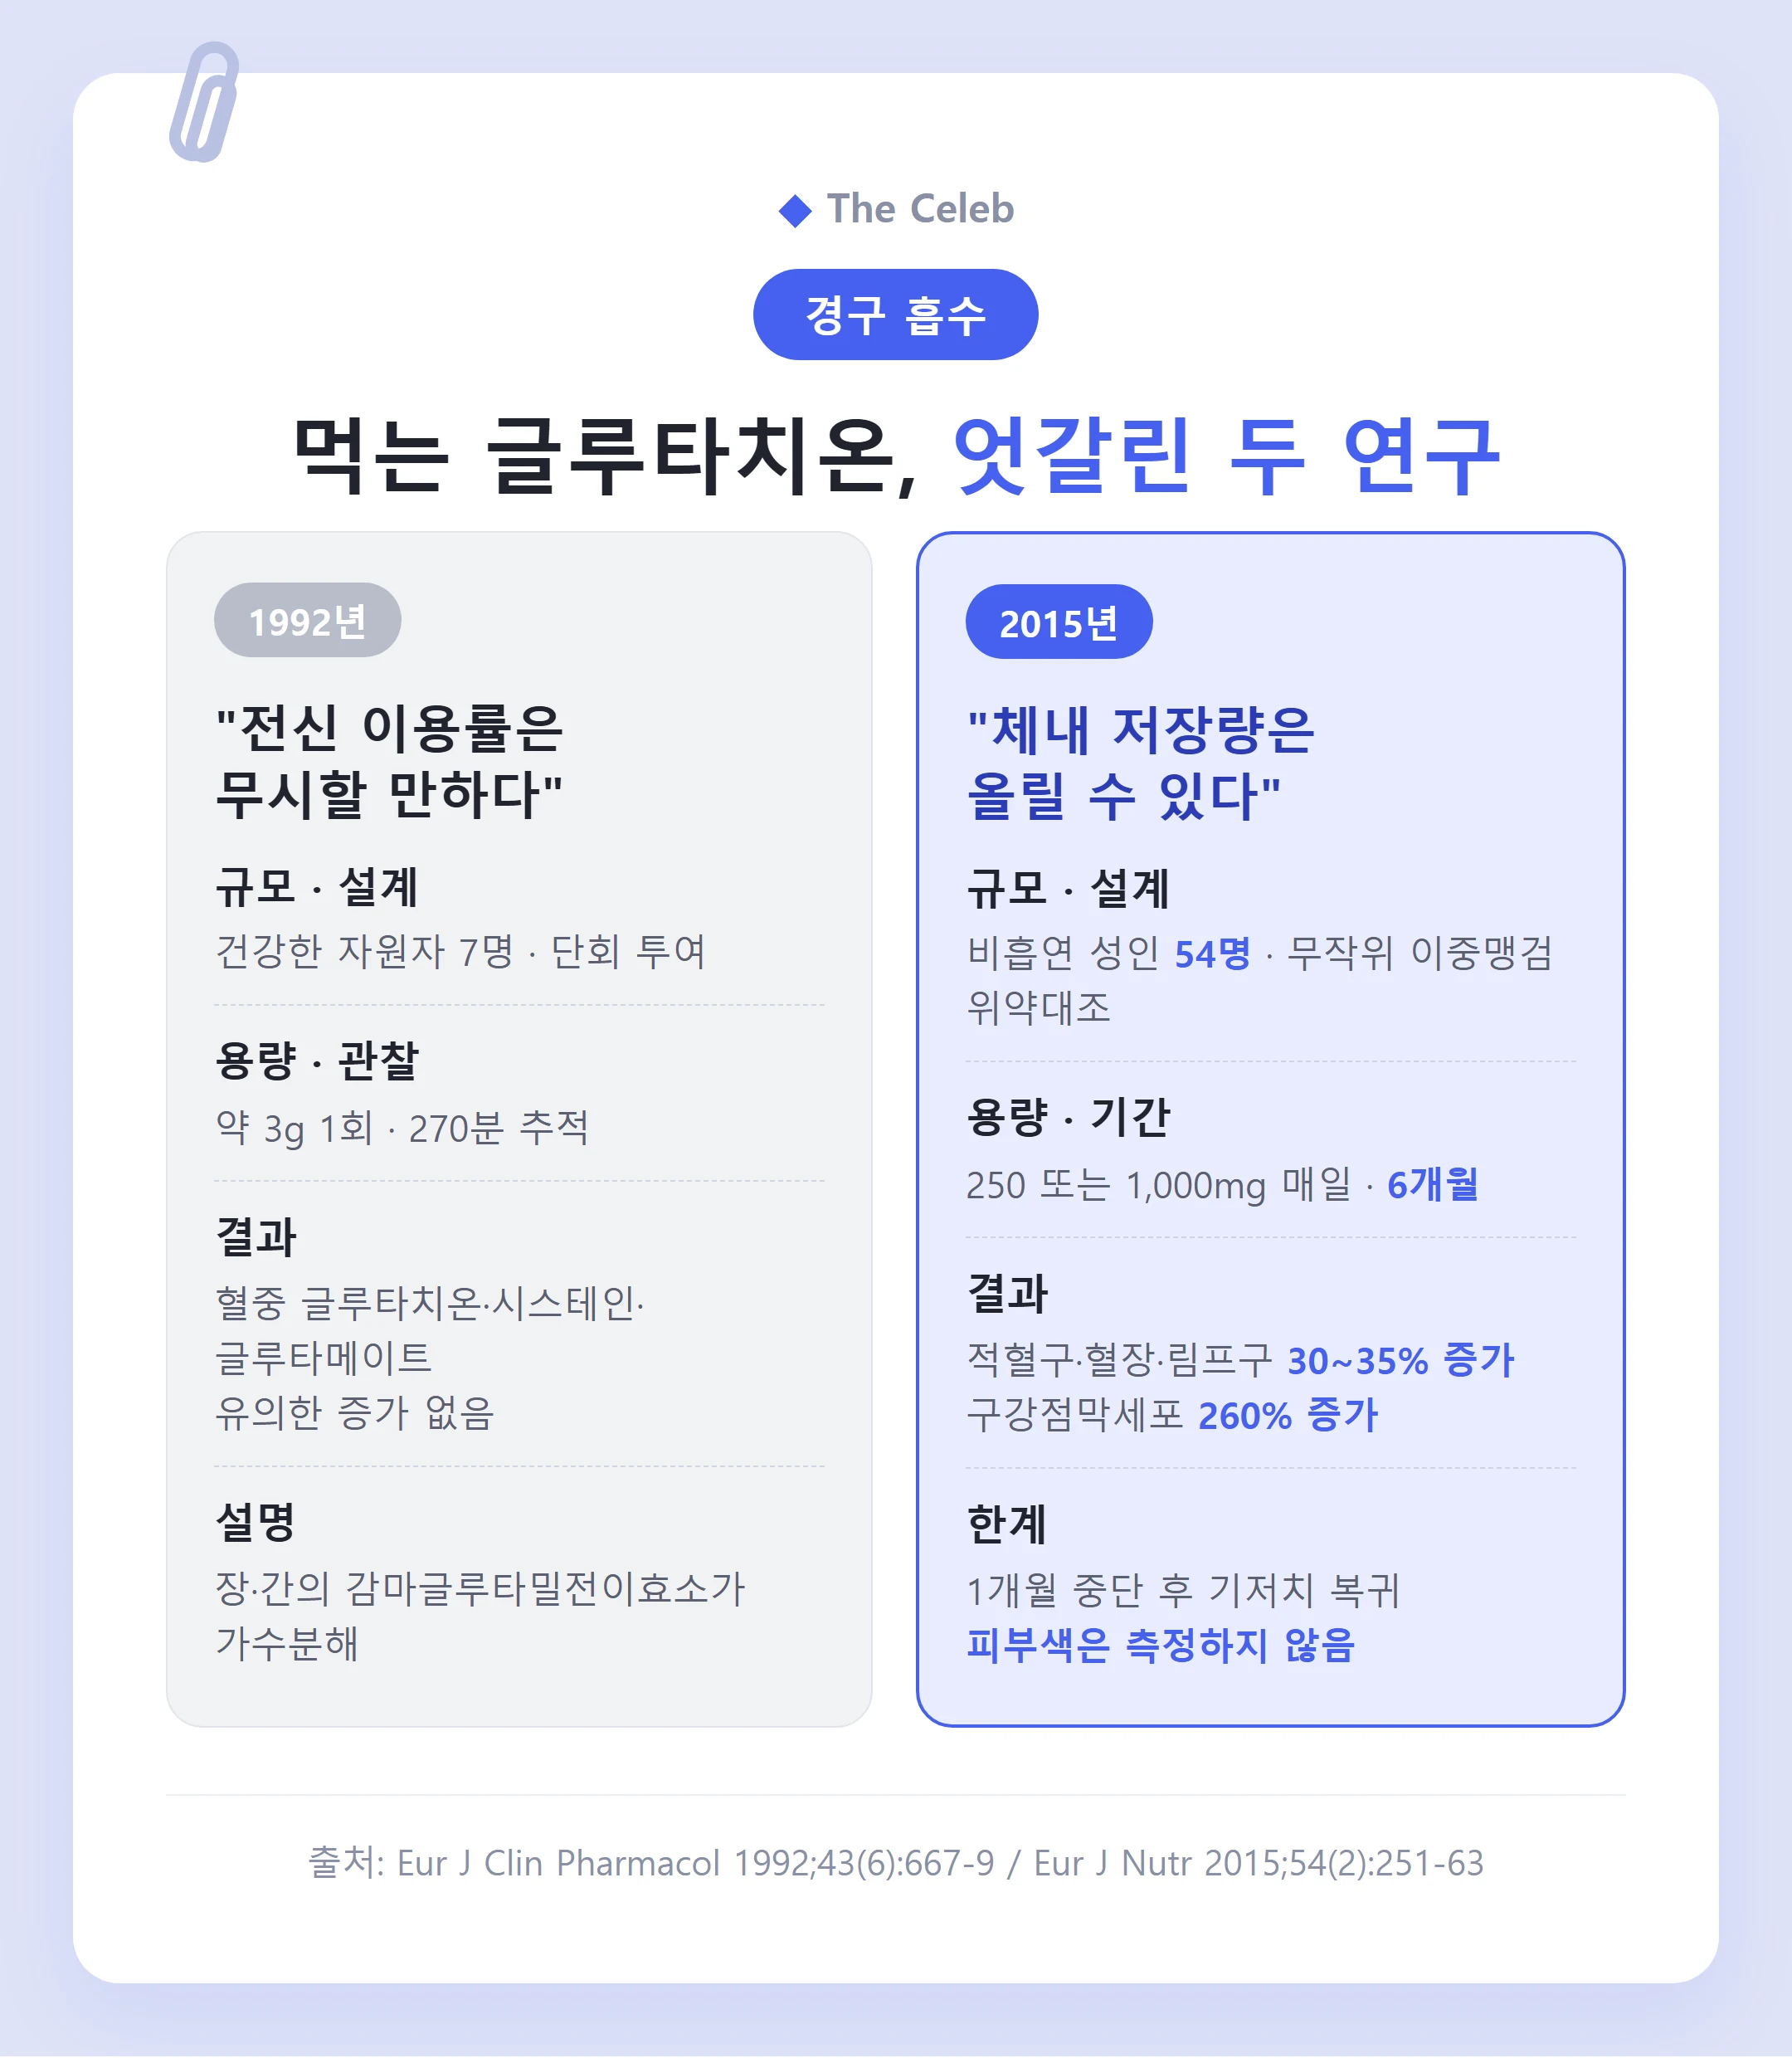 The Celeb
경구 흡수
먹는 글루타치온, 엇갈린 두 연구
1992년
"전신 이용률은
무시할 만하다"
규모 · 설계
건강한 자원자 7명 · 단회 투여
용량 · 관찰
약 3g 1회 · 270분 추적
결과
혈중 글루타치온·시스테인·
글루타메이트
유의한 증가 없음
설명
장·간의 감마글루타밀전이효소가
가수분해
2015년
"체내 저장량은
올릴 수 있다"
규모 · 설계
비흡연 성인 54명 · 무작위 이중맹검
위약대조
용량 · 기간
250 또는 1,000mg 매일 · 6개월
결과
적혈구·혈장·림프구 30~35% 증가
구강점막세포 260% 증가
한계
1개월 중단 후 기저치 복귀
피부색은 측정하지 않음
출처: Eur J Clin Pharmacol 1992;43(6):667-9 / Eur J Nutr 2015;54(2):251-63